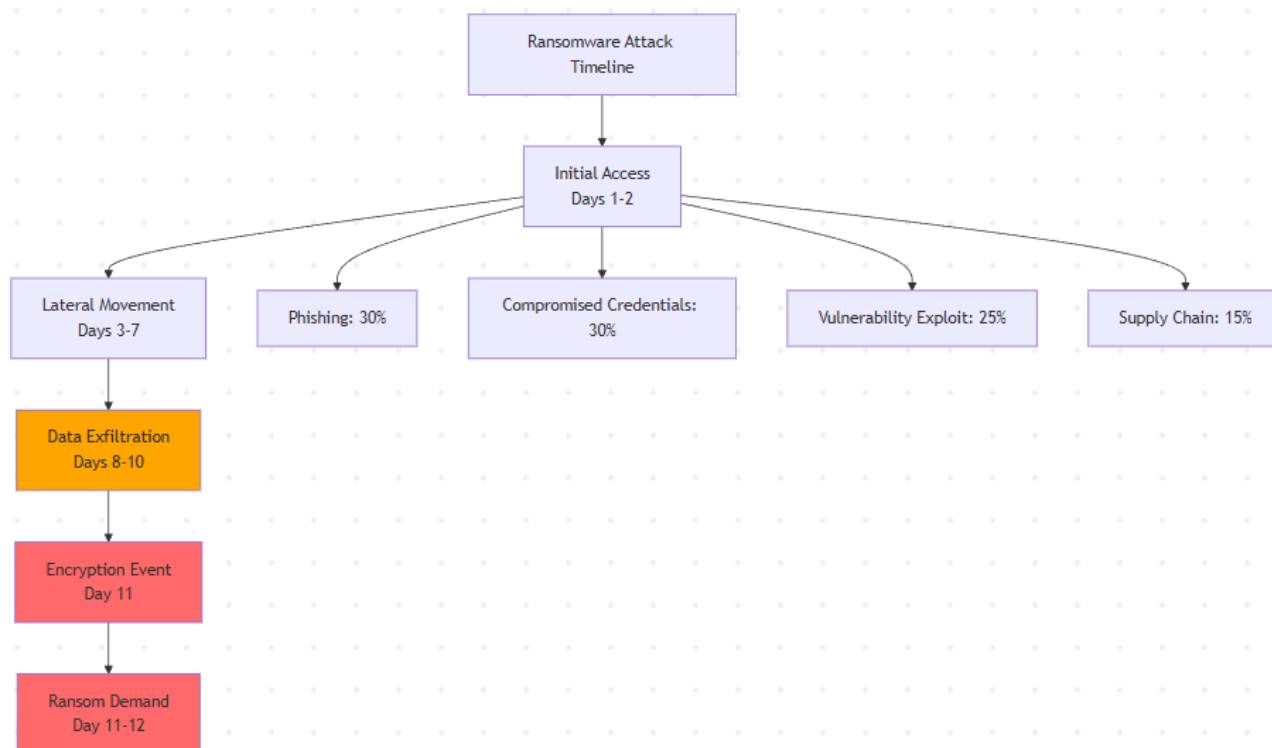 Ransomware Attack
Timeline
Initial Access
Days 1-2
Lateral Movement
Days 3-7
Phishing: 30%
Compromised Credentials:
30%
Vulnerability Exploit: 25%
Supply Chain: 15%
Data Exfiltration
Days 8-10
Encryption Event
Day 11
Ransom Demand
Day 11-12